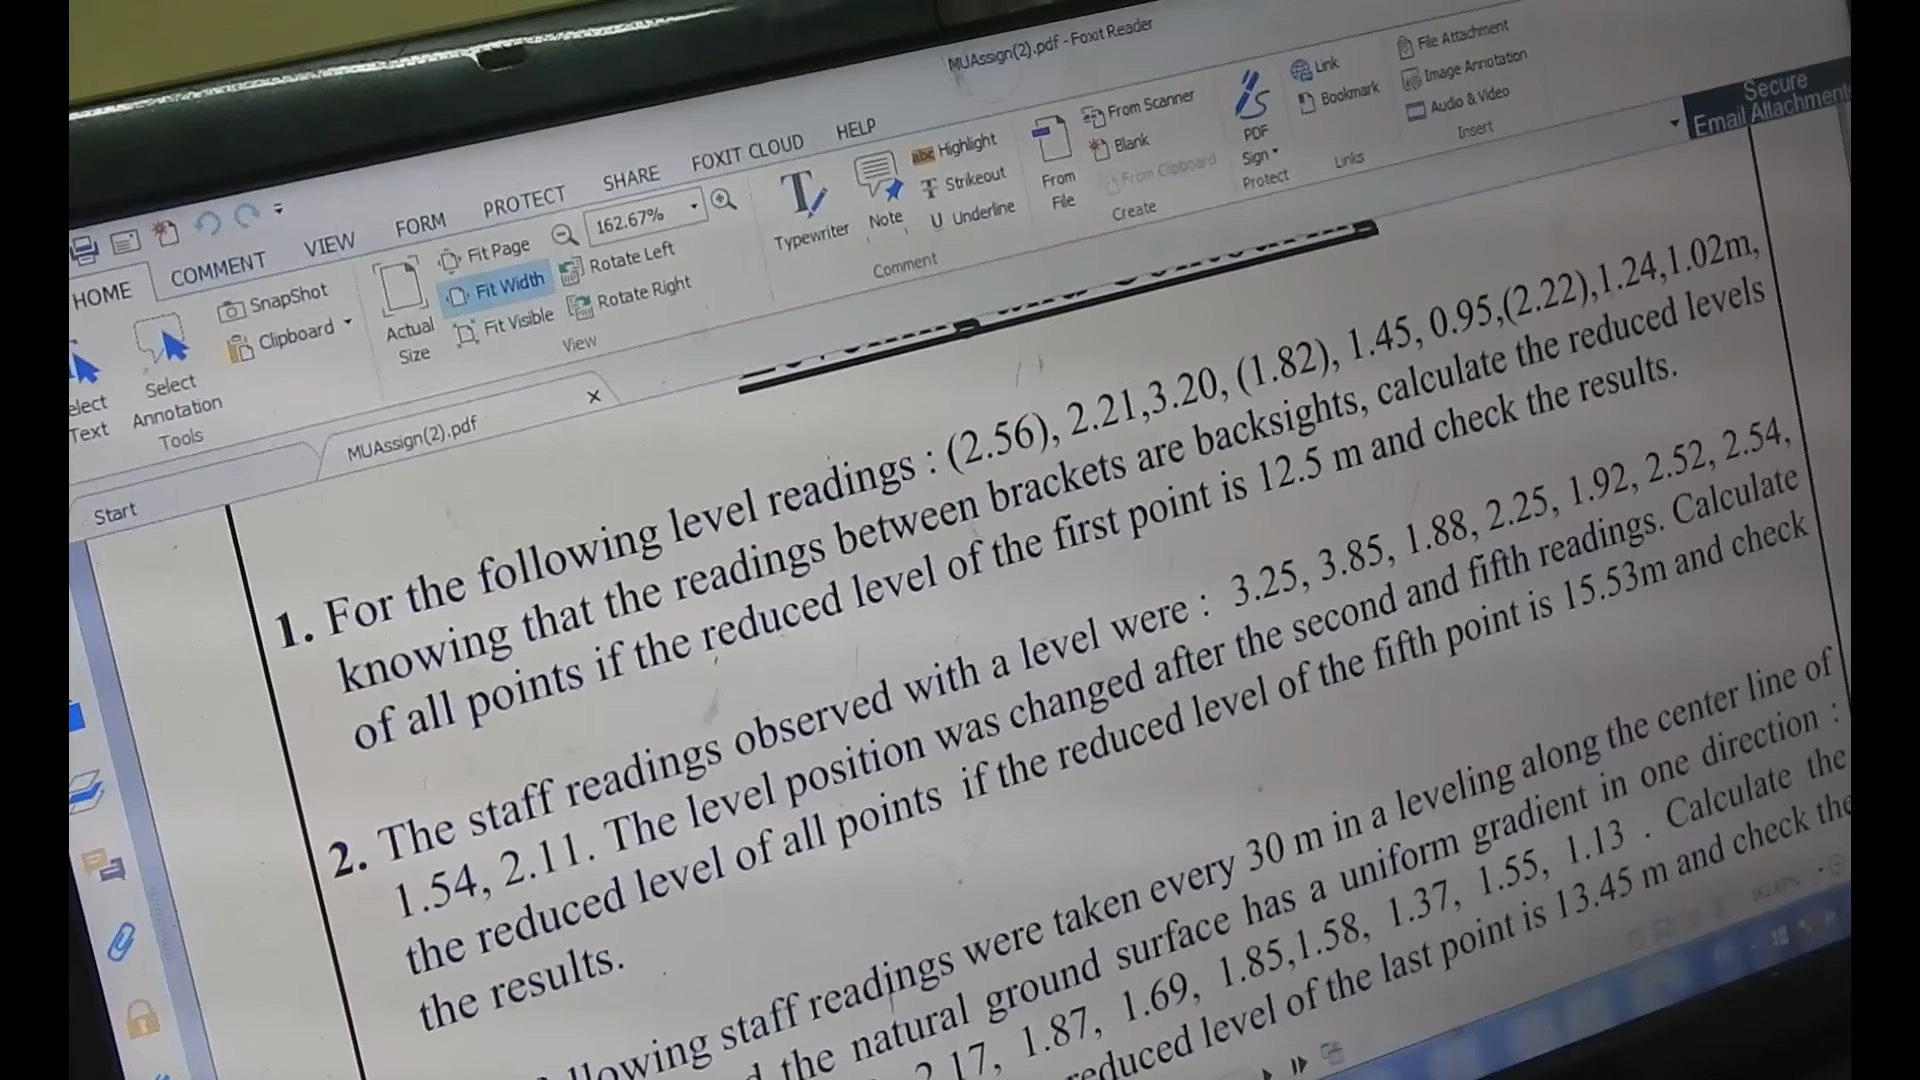 MUAssign(2).pdf - Foxit Reader
HOME COMMENT VIEW FORM PROTECT SHARE FOXIT CLOUD HELP
Select Annotation
Tools
SnapShot
Clipboard
Actual Size
Fit Page
Fit Width
Fit Visible
162.67%
Rotate Left
Rotate Right
View
Typewriter
Note
Highlight
Strikeout
Underline
Comment
From File
From Scanner
Blank
From Clipboard
Create
PDF Sign
Protect
Link
Bookmark
Links
File Attachment
Image Annotation
Audio & Video
Insert
Secure
Email Attachment
Text
Start
MUAssign(2).pdf
1. For the following level readings : (2.56), 2.21,3.20, (1.82), 1.45, 0.95,(2.22),1.24,1.02m,
knowing that the readings between brackets are backsights, calculate the reduced levels
of all points if the reduced level of the first point is 12.5 m and check the results.
2. The staff readings observed with a level were : 3.25, 3.85, 1.88, 2.25, 1.92, 2.52, 2.54,
1.54, 2.11. The level position was changed after the second and fifth readings. Calculate
the reduced level of all points if the reduced level of the fifth point is 15.53m and check
the results.
llowing staff readings were taken every 30 m in a leveling along the center line of
the natural ground surface has a uniform gradient in one direction :
2.17, 1.87, 1.69, 1.85,1.58, 1.37, 1.55, 1.13 . Calculate the
educed level of the last point is 13.45 m and check the